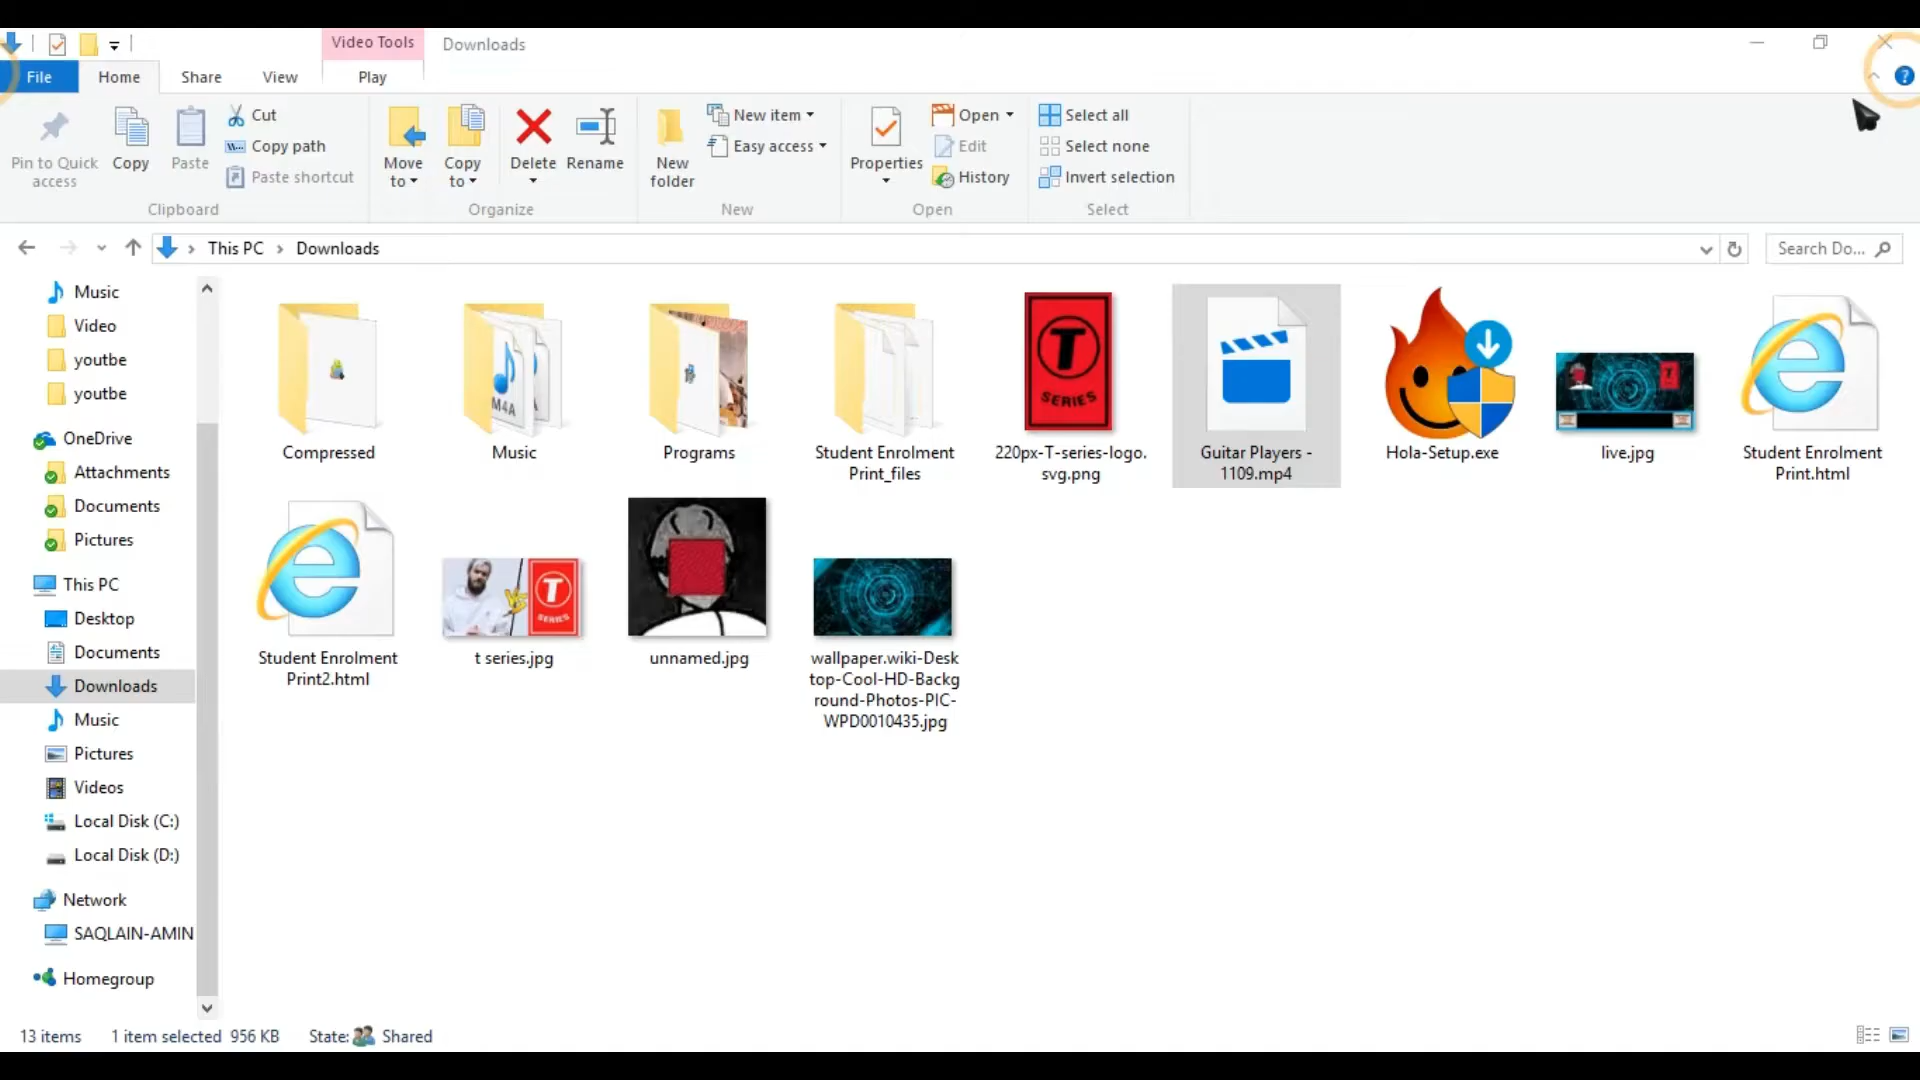 Video Tools
Downloads
File
Home
Share
View
Play
Pin to Quick
access
Copy
Paste
Cut
Copy path
Paste shortcut
Clipboard
Move
to
Copy
to
Delete
Rename
Organize
New
folder
New item
Easy access
New
Properties
Open
Edit
History
Open
Select all
Select none
Invert selection
Select
This PC
Downloads
Search Do...
Music
Video
youtbe
youtbe
OneDrive
Attachments
Documents
Pictures
This PC
Desktop
Documents
Downloads
Music
Pictures
Videos
Local Disk (C:)
Local Disk (D:)
Network
SAQLAIN-AMIN
Homegroup
M4A
T
SERIES
Compressed
Music
Programs
Student Enrolment
Print_files
220px-T-series-logo.
svg.png
Guitar Players -
1109.mp4
Hola-Setup.exe
live.jpg
Student Enrolment
Print.html
VS
T
SERIES
Student Enrolment
Print2.html
t series.jpg
unnamed.jpg
wallpaper.wiki-Desk
top-Cool-HD-Backg
round-Photos-PIC-
WPD0010435.jpg
13 items
1 item selected 956 KB
State:
Shared